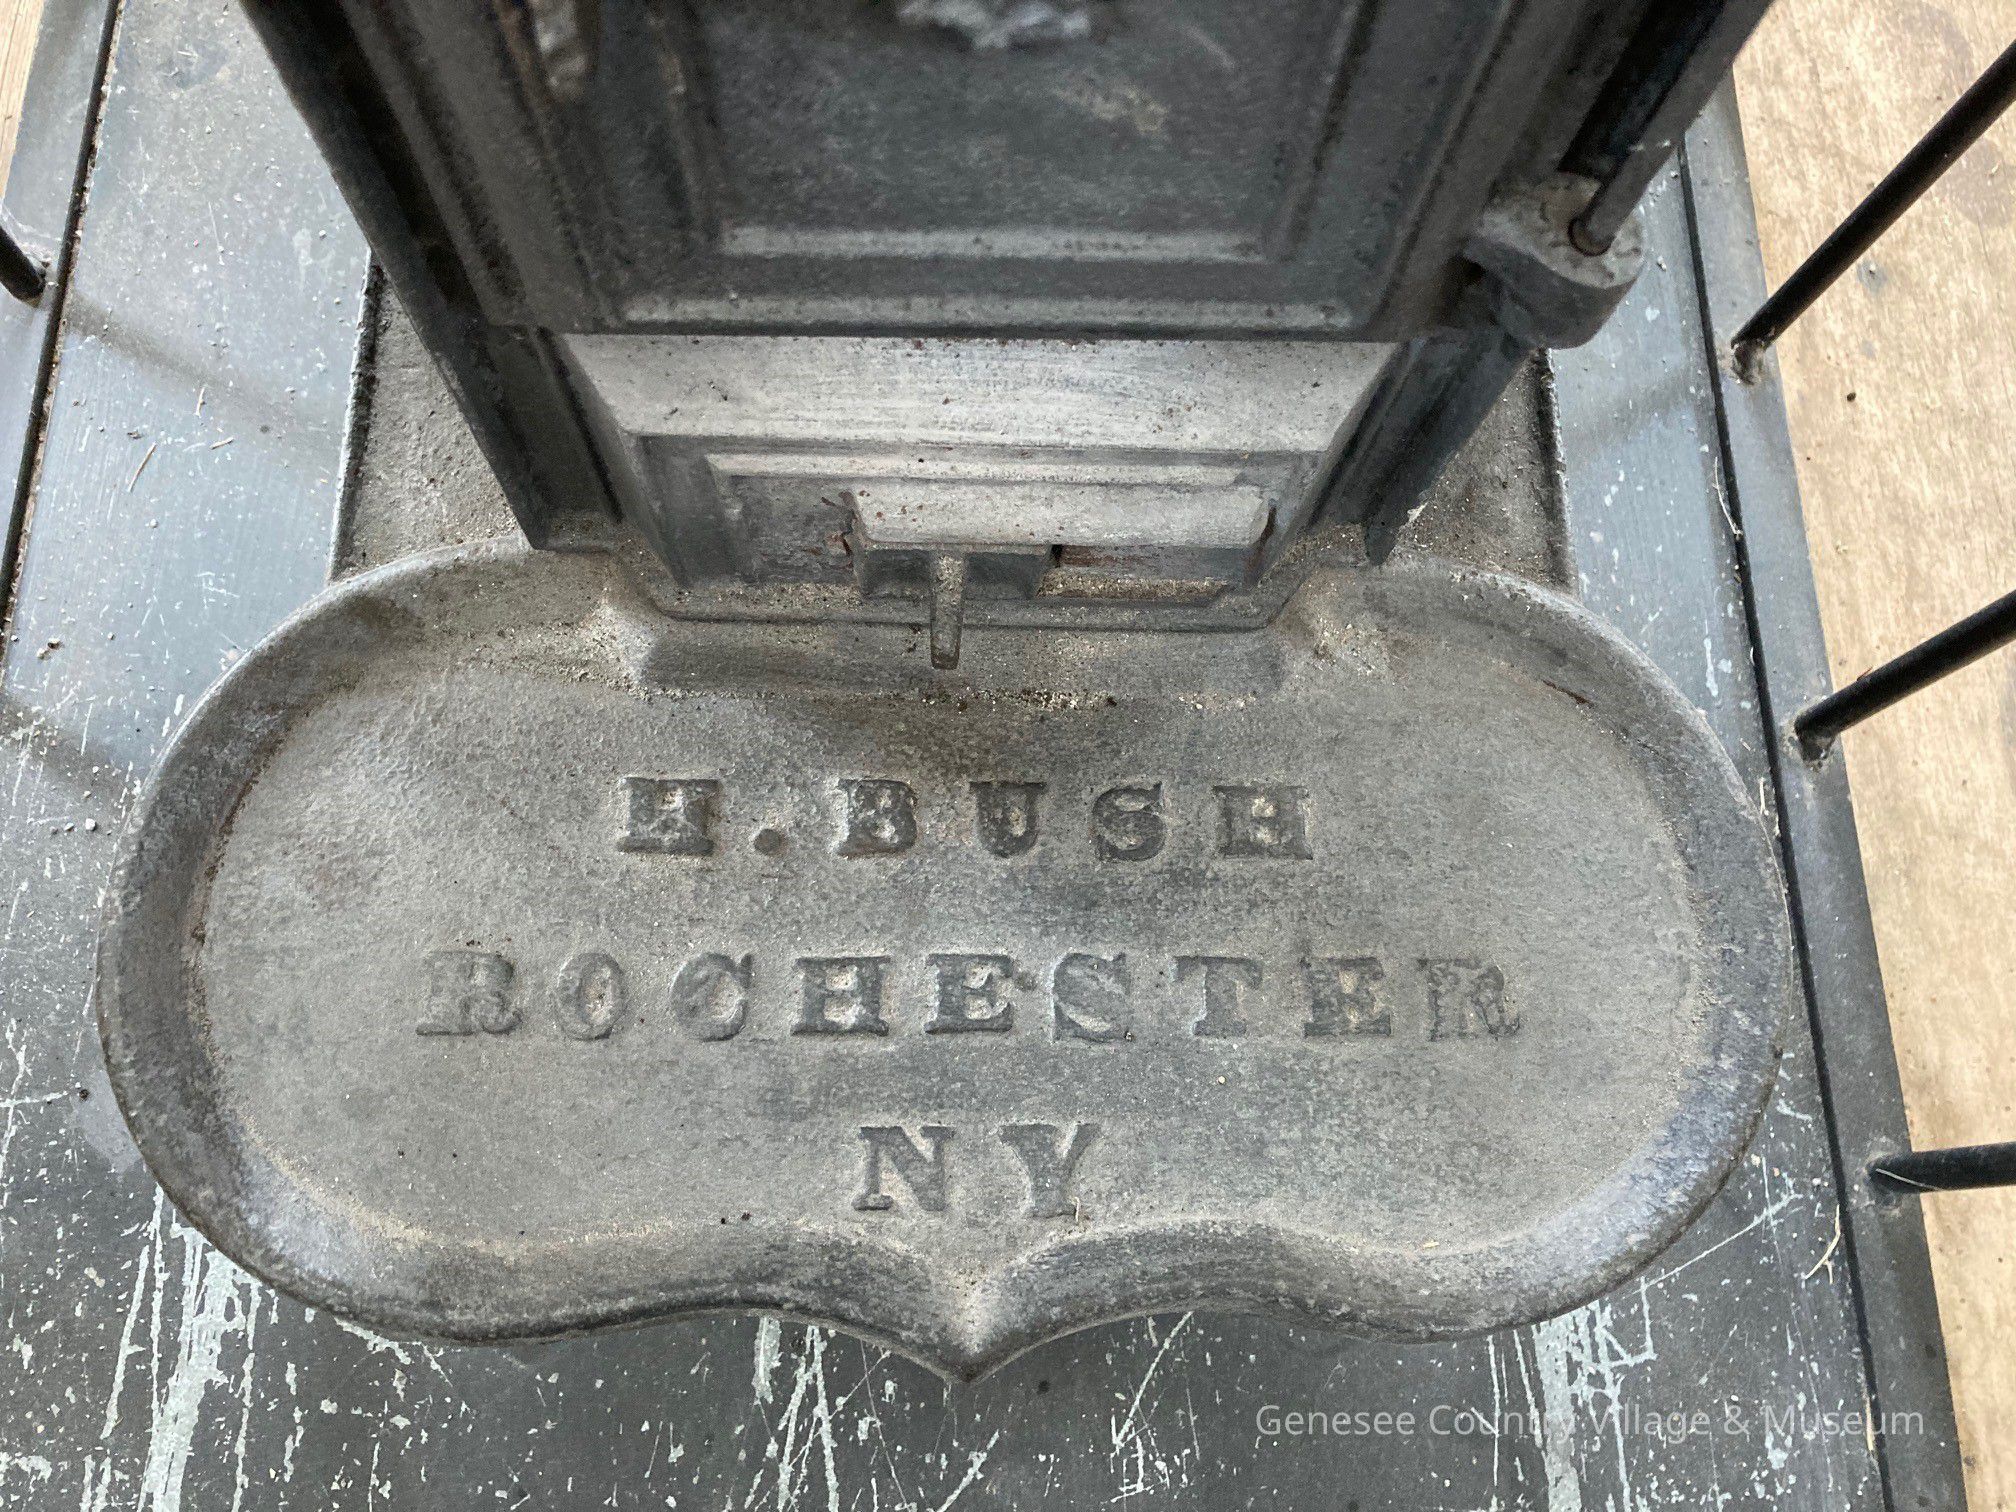 H. BUSH
ROCHESTER
NY
Genesee Country Village & Museum